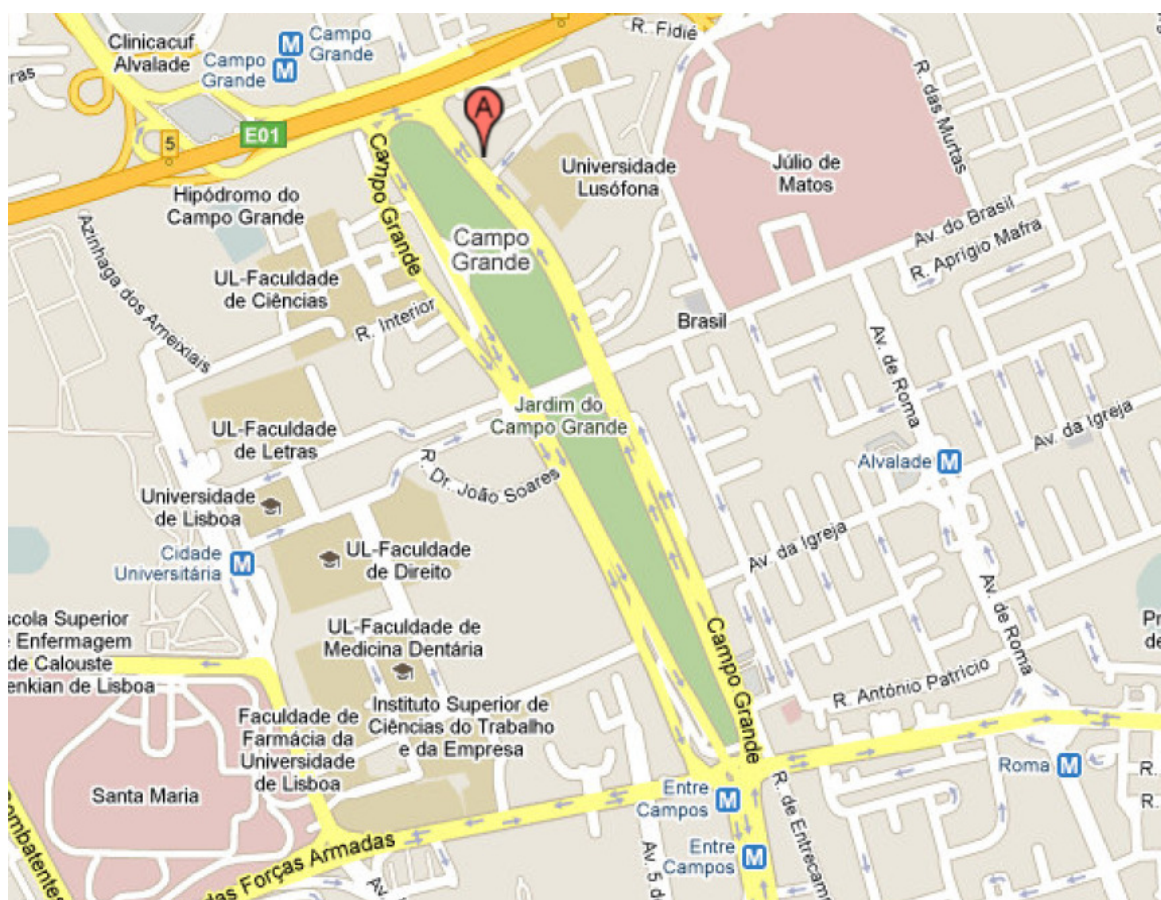 R. Fidié
Clinicacuf
Alvalade
M
Campo
Grande
Campo
Grande
M
A
R. das Murtas
E01
5
5
Universidade
Lusófona
Júlio de
Matos
Hipódromo do
Campo Grande
Campo Grande
Azinhaga dos Ameixiais
Campo
Grande
Av. do Brasil
R. Aprígio Mafra
UL-Faculdade
de Ciências
R. Interior
Brasil
Av. de Roma
Jardim do
Campo Grande
Av. da Igreja
UL-Faculdade
de Letras
Alvalade
M
R. Dr. João Soares
Universidade
de Lisboa
Av. da Igreja
Cidade
Universitária
M
UL-Faculdade
de Direito
Av. de Roma
Escola Superior
Enfermagem
de Calouste
enkian de Lisboa
UL-Faculdade de
Medicina Dentária
Campo Grande
Pr
de
R. António Patrício
Instituto Superior de
Ciências do Trabalho
e da Empresa
Faculdade de
Farmácia da
Universidade
de Lisboa
Santa Maria
Roma
M
R.
R.
Entre
Campos
M
R. de Entrecam
ombatentes
das Forças Armadas
Entre
Campos
M
Av. 5 d
Av.